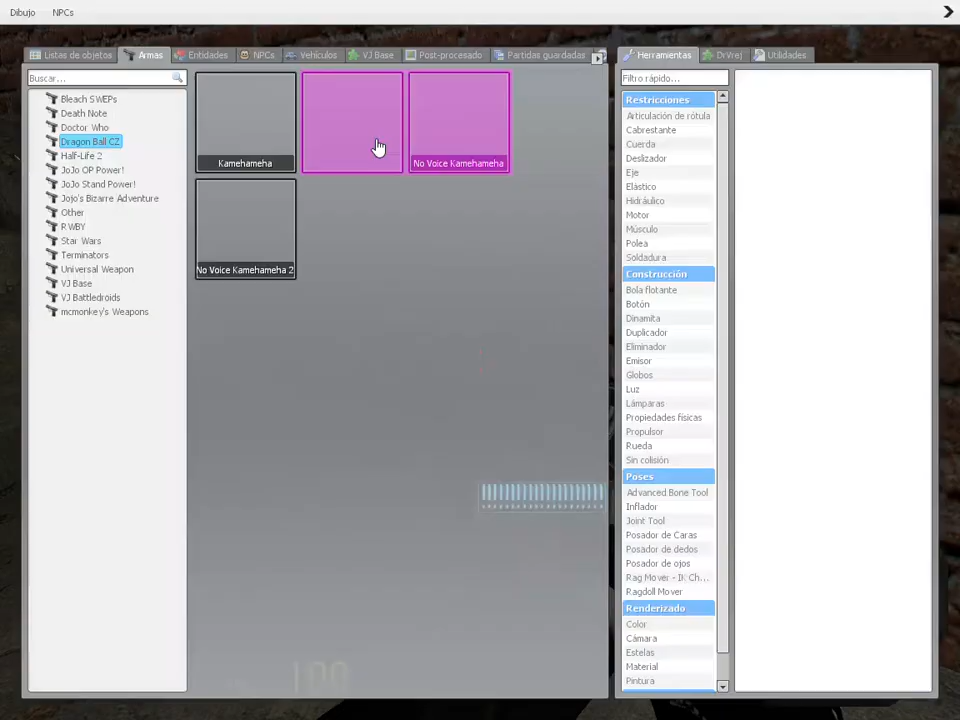 Dibujo NPCs
Listas de objetos Armas Entidades NPCs Vehículos VJ Base Post-procesado Partidas guardadas
Herramientas DrVrej Utilidades
Buscar...
Bleach SWEPs
Death Note
Doctor Who
Dragon Ball CZ
Half-Life 2
JoJo OP Power!
JoJo Stand Power!
Jojo's Bizarre Adventure
Other
RWBY
Star Wars
Terminators
Universal Weapon
VJ Base
VJ Battledroids
mcmonkey's Weapons
Kamehameha
No Voice Kamehameha
No Voice Kamehameha 2
100
Filtro rápido...
Restricciones
Articulación de rótula
Cabrestante
Cuerda
Deslizador
Eje
Elástico
Hidráulico
Motor
Músculo
Polea
Soldadura
Construcción
Bola flotante
Botón
Dinamita
Duplicador
Eliminador
Emisor
Globos
Luz
Lámparas
Propiedades físicas
Propulsor
Rueda
Sin colisión
Poses
Advanced Bone Tool
Inflador
Joint Tool
Posador de Caras
Posador de dedos
Posador de ojos
Rag Mover - IK Ch...
Ragdoll Mover
Renderizado
Color
Cámara
Estelas
Material
Pintura